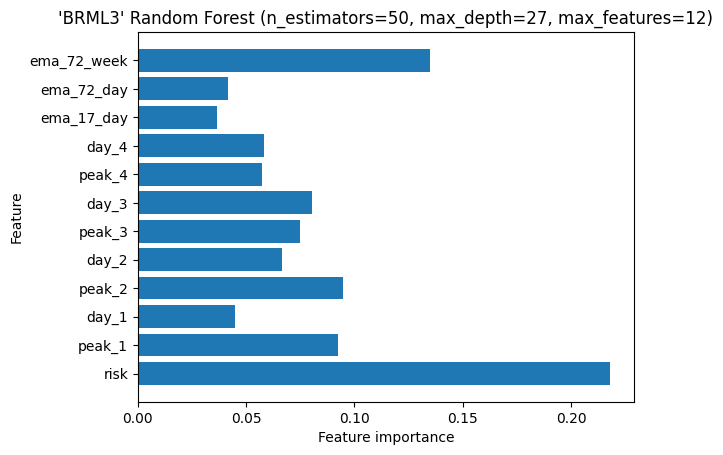 'BRML3' Random Forest (n_estimators=50, max_depth=27, max_features=12)
ema_72_week
ema_72_day
ema_17_day
day_4
peak_4
day_3
peak_3
day_2
peak_2
day_1
peak_1
risk
Feature
0.00 0.05 0.10 0.15 0.20
Feature importance